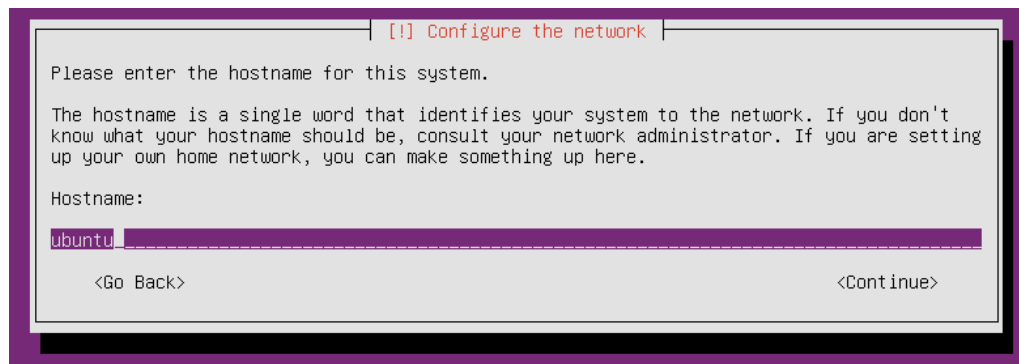 [!] Configure the network
Please enter the hostname for this system.
The hostname is a single word that identifies your system to the network. If you don't
know what your hostname should be, consult your network administrator. If you are setting
up your own home network, you can make something up here.
Hostname:
ubuntu
<Go Back> <Continue>